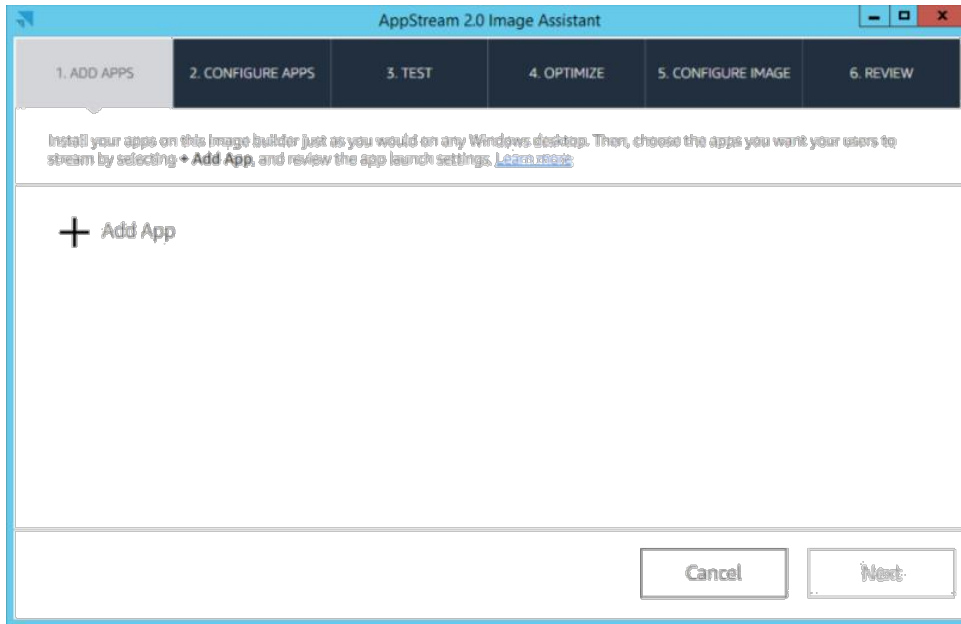 AppStream 2.0 Image Assistant
1. ADD APPS
2. CONFIGURE APPS
3. TEST
4. OPTIMIZE
5. CONFIGURE IMAGE
6. REVIEW
Install your apps on this image builder just as you would on any Windows desktop. Then, choose the apps you want your users to
stream by selecting + Add App, and review the app launch settings. Learn more
Add App
Cancel
Next